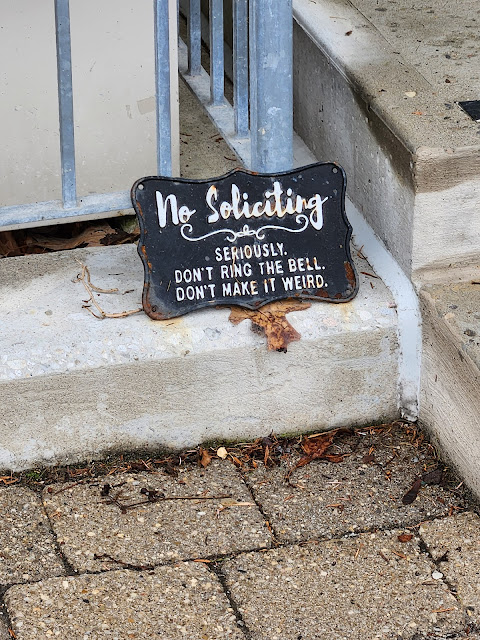 No Soliciting
SERIOUSLY.
DON'T RING THE BELL.
DON'T MAKE IT WEIRD.